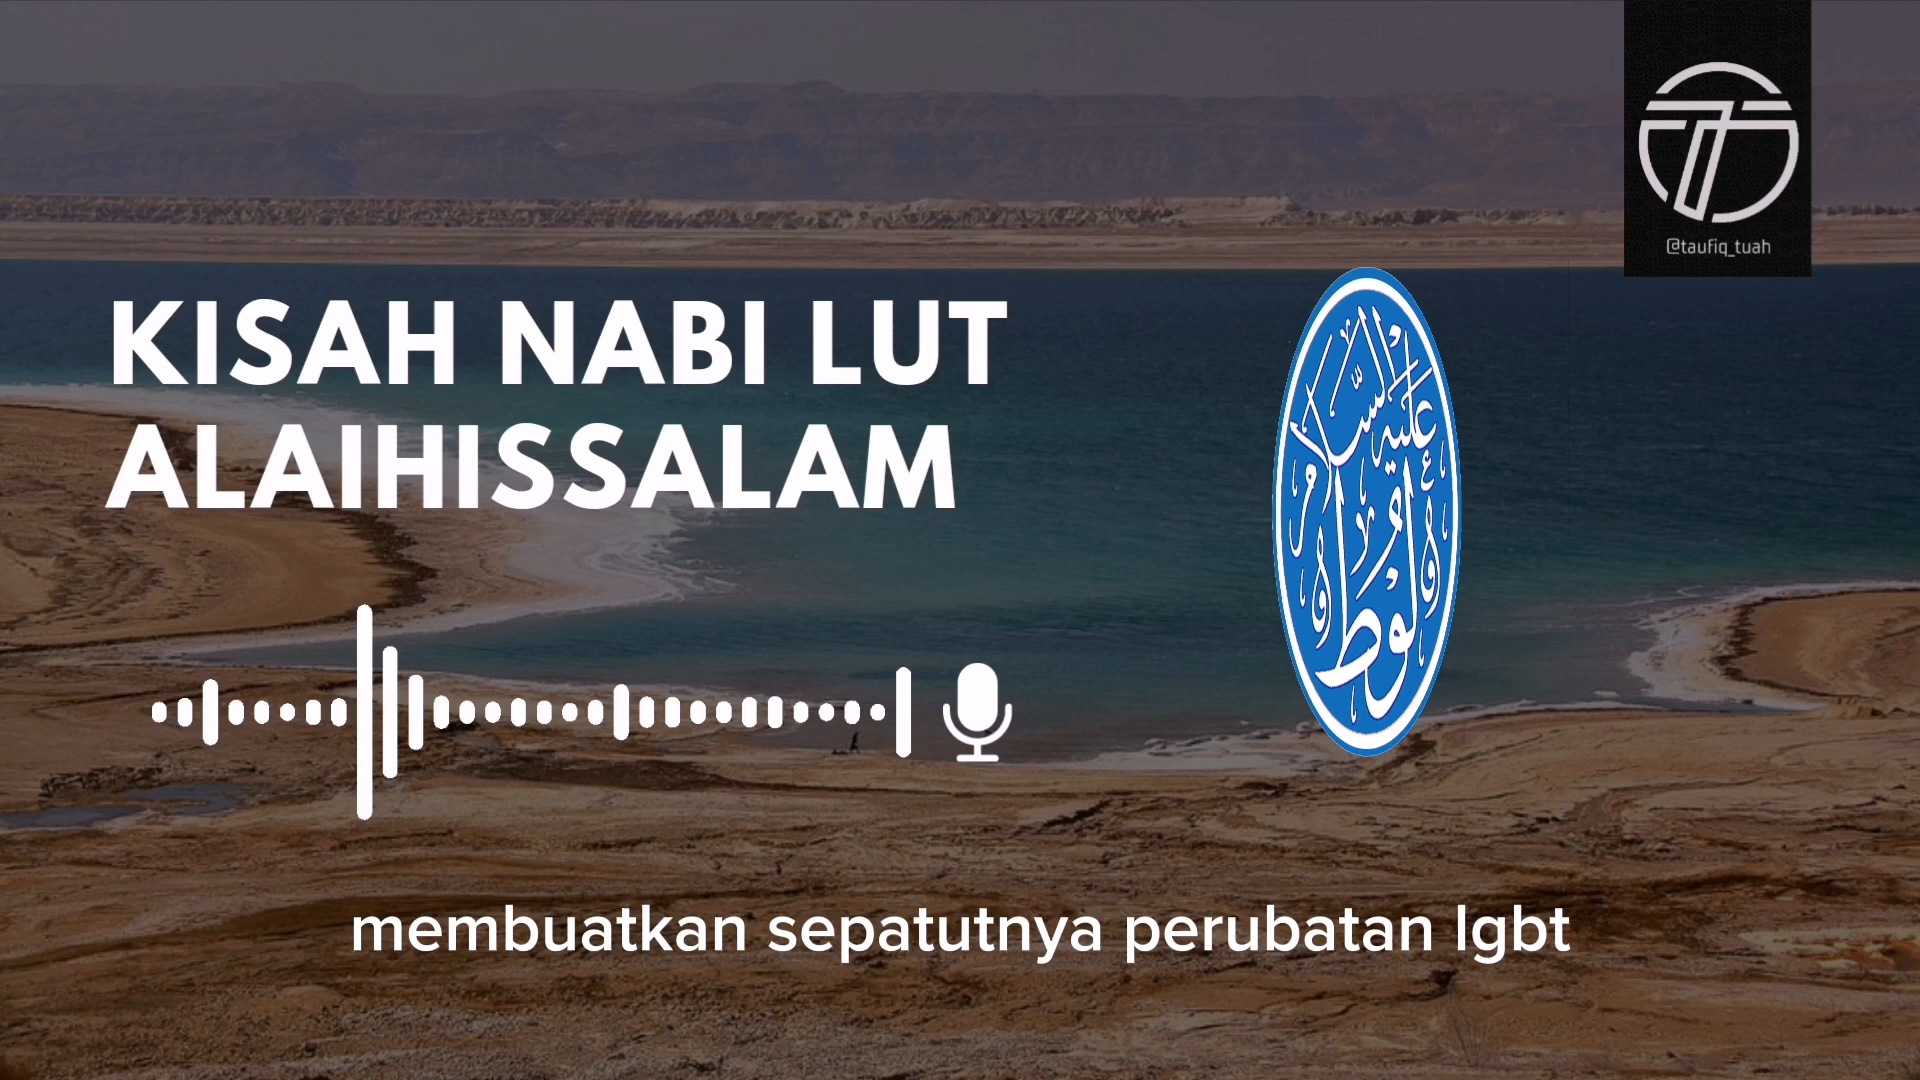 @taufiq_tuah
KISAH NABI LUT
ALAIHISSALAM
عليه السلام
لوط
membuatkan sepatutnya perubatan lgbt